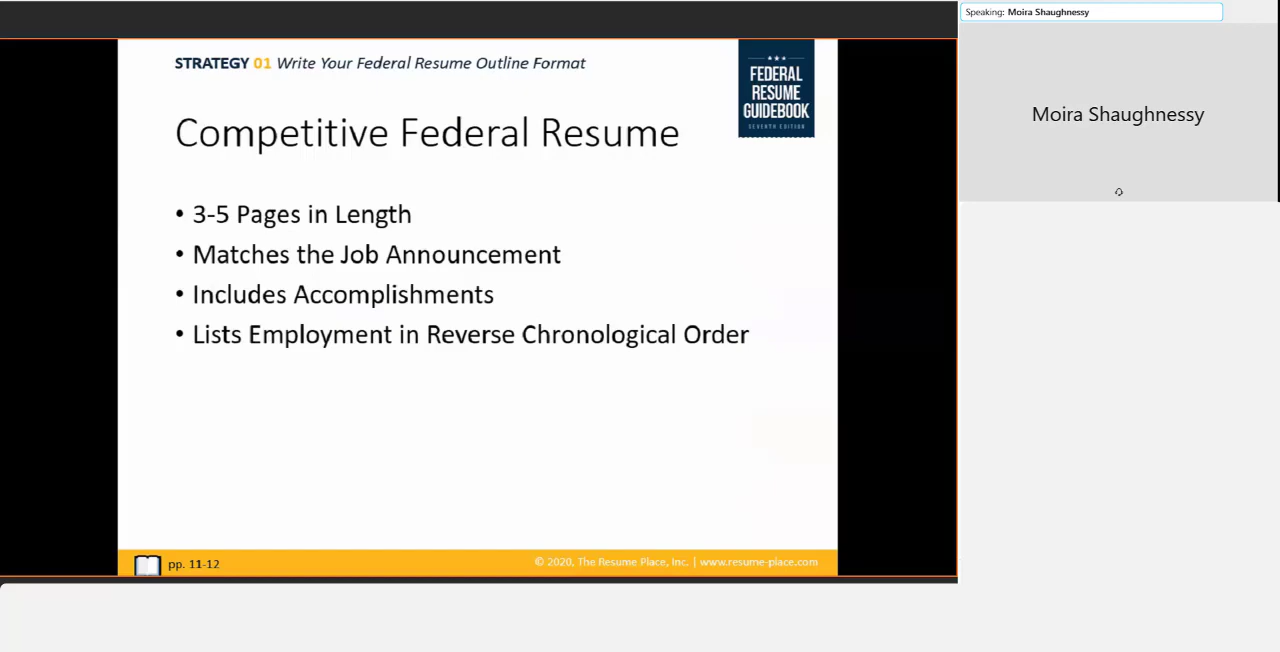 Speaking: Moira Shaughnessy
STRATEGY 01 Write Your Federal Resume Outline Format
FEDERAL
RESUME
GUIDEBOOK
SEVENTH EDITION
Competitive Federal Resume
Moira Shaughnessy
• 3-5 Pages in Length
• Matches the Job Announcement
• Includes Accomplishments
• Lists Employment in Reverse Chronological Order
pp. 11-12
© 2020, The Resume Place, Inc. | www.resume-place.com